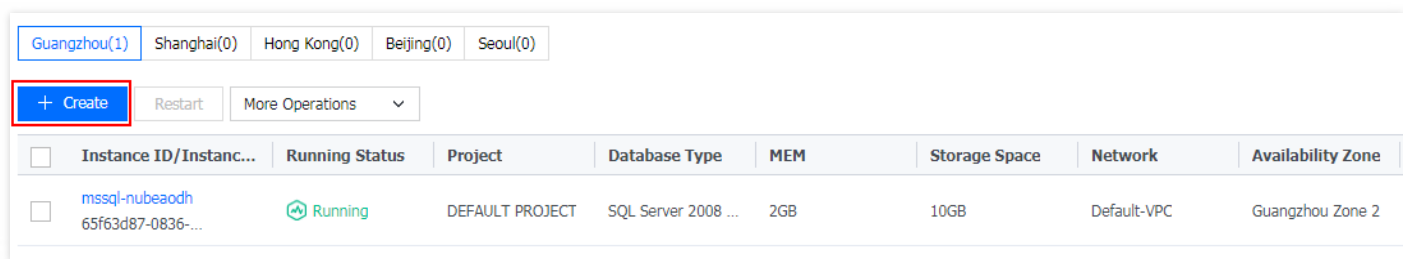 Guangzhou(1) Shanghai(0) Hong Kong(0) Beijing(0) Seoul(0)
+ Create Restart More Operations
Instance ID/Instanc... Running Status Project Database Type MEM Storage Space Network Availability Zone
mssql-nubeaodh
65f63d87-0836-... Running DEFAULT PROJECT SQL Server 2008 ... 2GB 10GB Default-VPC Guangzhou Zone 2